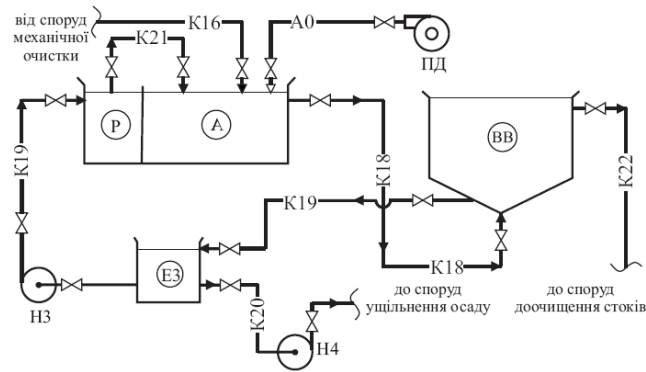 від споруд
механічної
очистки
К16
К21
А0
ПД
Р
А
ВВ
К19
К18
К22
К19
К18
ЕЗ
К20
до споруд
ущільнення осаду
до споруд
доочищення стоків
Н3
Н4